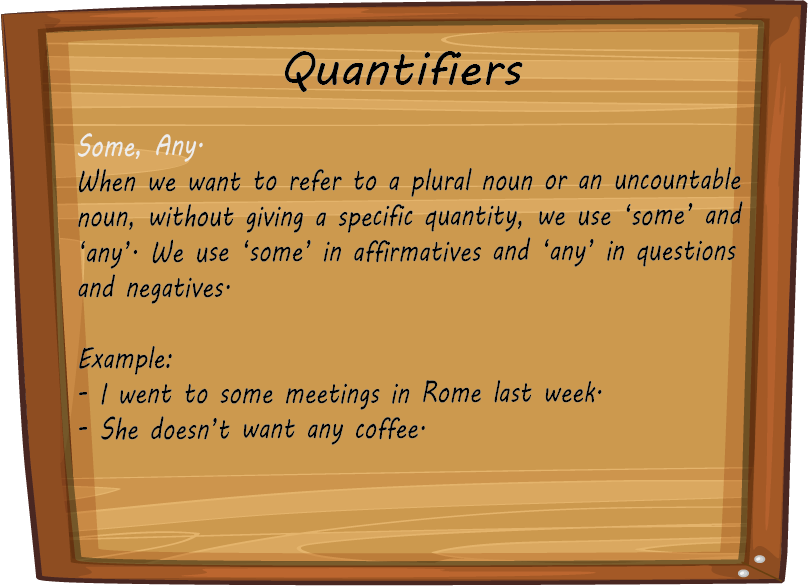 Quantifiers
Some, Any.
When we want to refer to a plural noun or an uncountable
noun, without giving a specific quantity, we use ‘some’ and
‘any’. We use ‘some’ in affirmatives and ‘any’ in questions
and negatives.
Example:
- I went to some meetings in Rome last week.
- She doesn’t want any coffee.